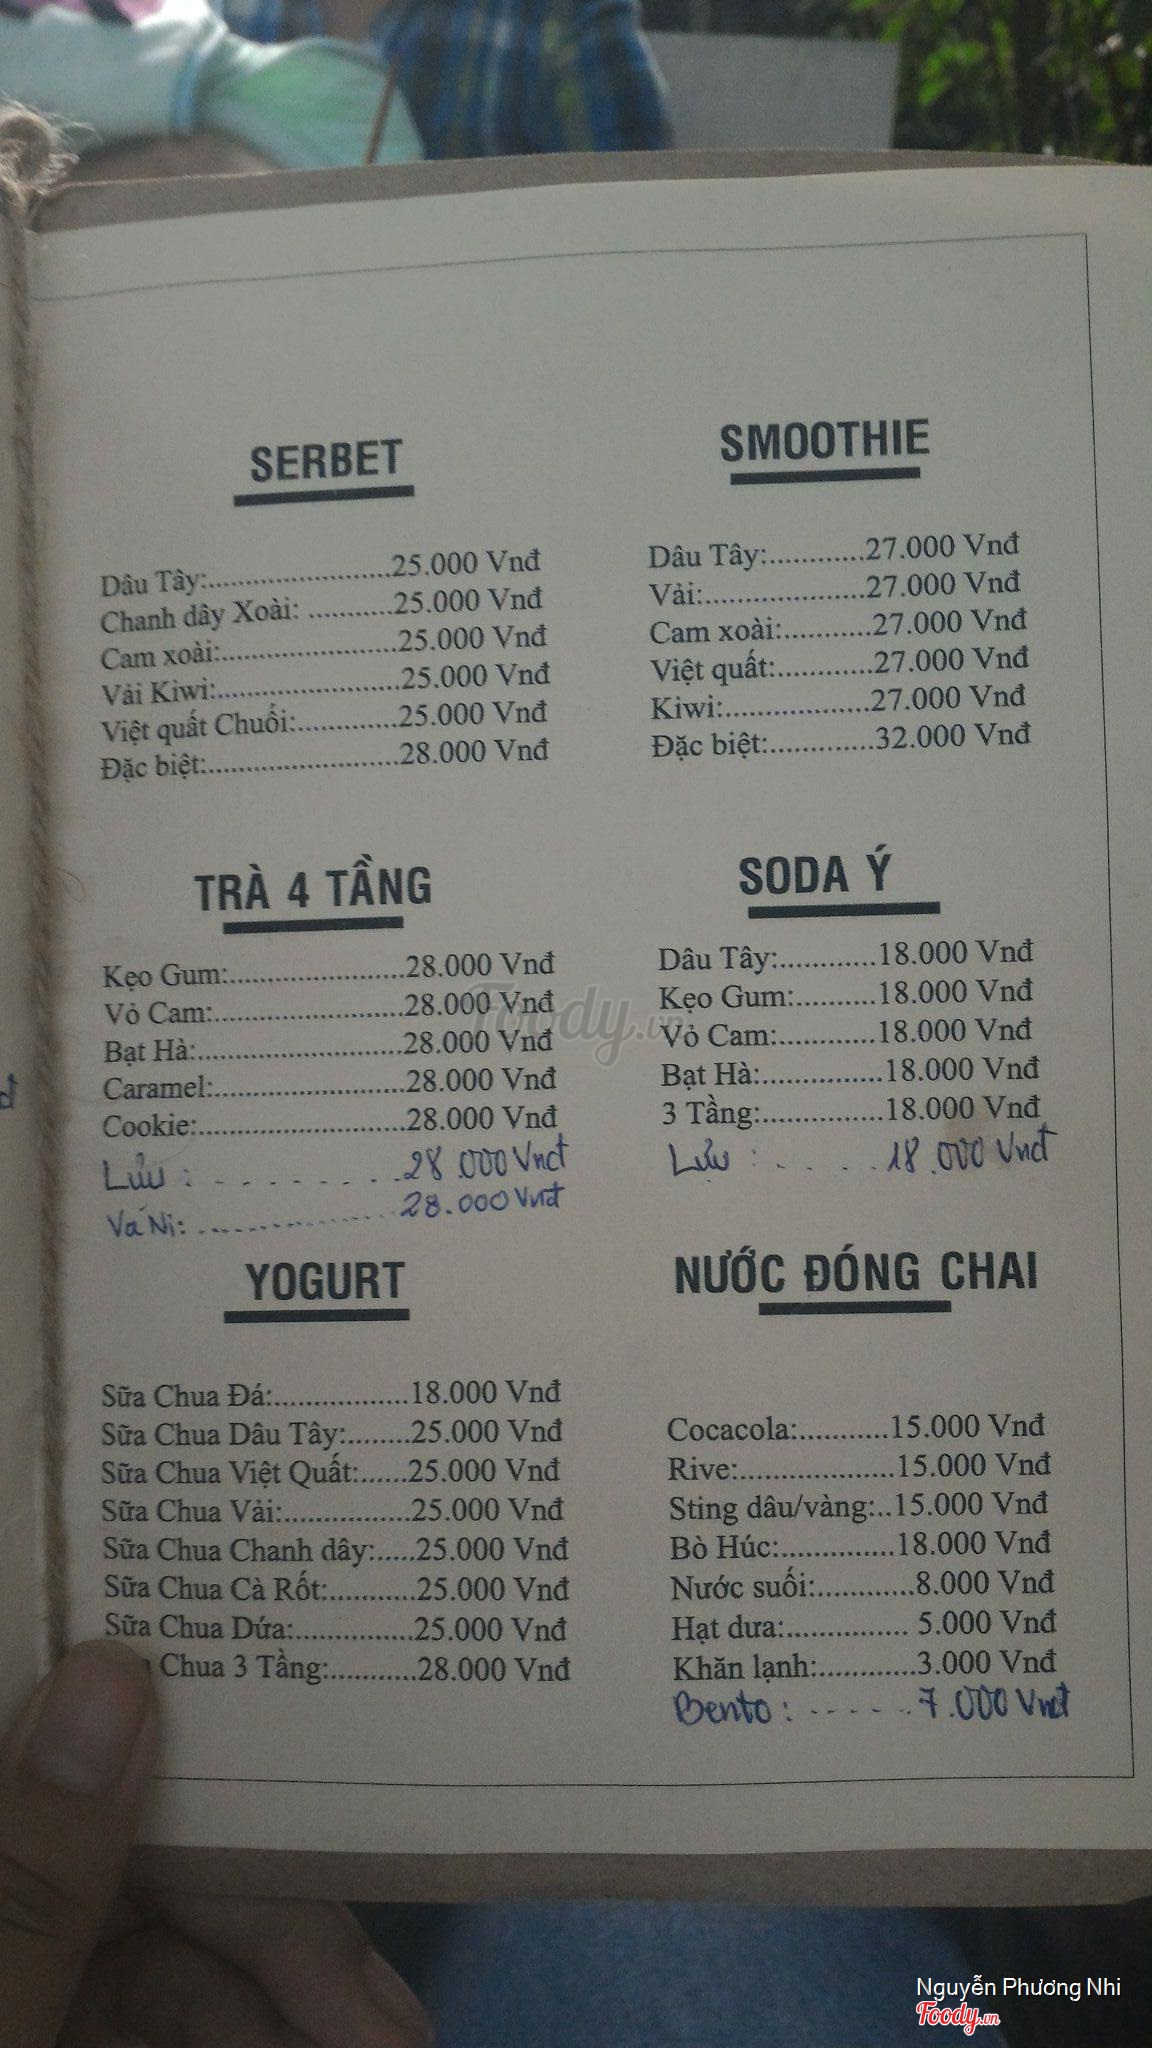 SERBET
Dâu Tây:........................25.000 Vnđ
Chanh dây Xoài: ...........25.000 Vnđ
Cam xoài:.......................25.000 Vnđ
Vải Kiwi:........................25.000 Vnđ
Việt quất Chuối:.............25.000 Vnđ
Đặc biệt:.........................28.000 Vnđ
SMOOTHIE
Dâu Tây:............27.000 Vnđ
Vải:.....................27.000 Vnđ
Cam xoài:............27.000 Vnđ
Việt quất:.............27.000 Vnđ
Kiwi:...................27.000 Vnđ
Đặc biệt:..............32.000 Vnđ
TRÀ 4 TẦNG
Kẹo Gum:.......................28.000 Vnđ
Vỏ Cam:.........................28.000 Vnđ
Bạt Hà:...........................28.000 Vnđ
Caramel:.........................28.000 Vnđ
Cookie:...........................28.000 Vnđ
Lựu : . . . . . . . . . 28.000 Vnđ
Va Ni: .................. 28.000 Vnđ
SODA Ý
Dâu Tây:.............18.000 Vnđ
Kẹo Gum:...........18.000 Vnđ
Vỏ Cam:.............18.000 Vnđ
Bạt Hà:................18.000 Vnđ
3 Tầng:................18.000 Vnđ
Lựu : . . . . . 18.000 Vnđ
YOGURT
Sữa Chua Đá:..................18.000 Vnđ
Sữa Chua Dâu Tây:........25.000 Vnđ
Sữa Chua Việt Quất:......25.000 Vnđ
Sữa Chua Vải:.................25.000 Vnđ
Sữa Chua Chanh dây:.....25.000 Vnđ
Sữa Chua Cà Rốt:...........25.000 Vnđ
Sữa Chua Dứa:................25.000 Vnđ
Chua 3 Tầng:............28.000 Vnđ
NƯỚC ĐÓNG CHAI
Cocacola:............15.000 Vnđ
Rive:....................15.000 Vnđ
Sting dâu/vàng:..15.000 Vnđ
Bò Húc:...............18.000 Vnđ
Nước suối:............8.000 Vnđ
Hạt dưa:................ 5.000 Vnđ
Khăn lạnh:............3.000 Vnđ
Bento : . . . . . . 7.000 Vnđ
Foody.vn
Nguyễn Phương Nhi
Foody.vn